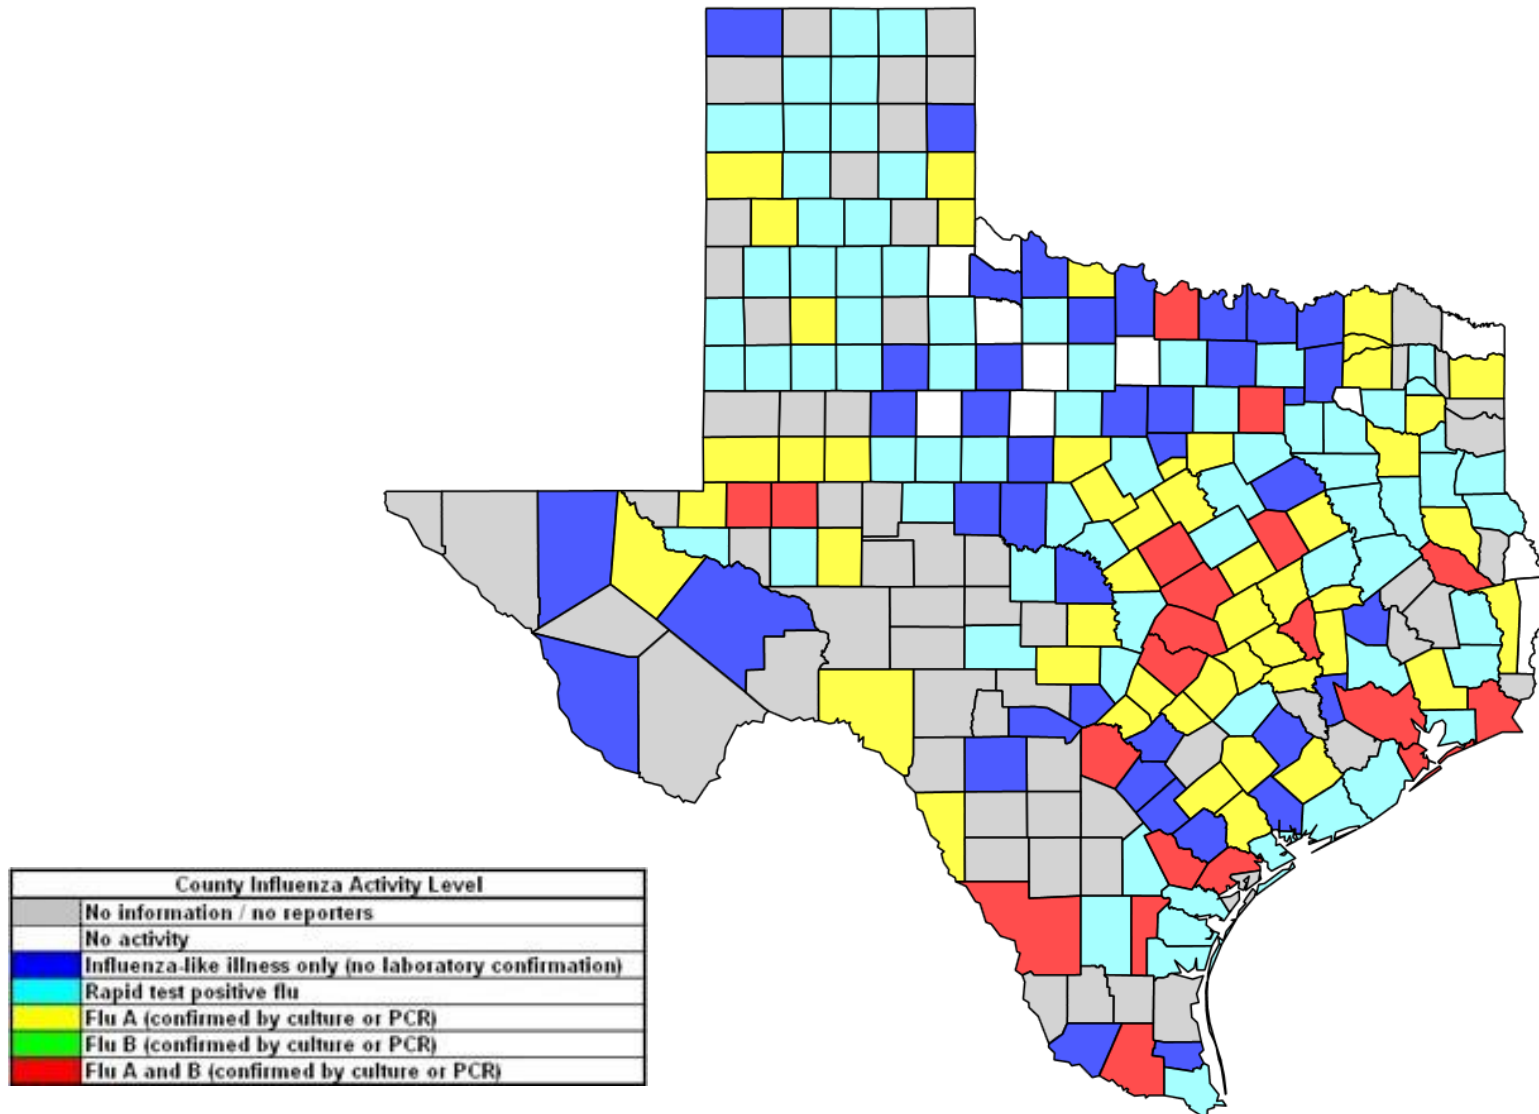 County Influenza Activity Level
No information / no reporters
No activity
Influenza-like illness only (no laboratory confirmation)
Rapid test positive flu
Flu A (confirmed by culture or PCR)
Flu B (confirmed by culture or PCR)
Flu A and B (confirmed by culture or PCR)